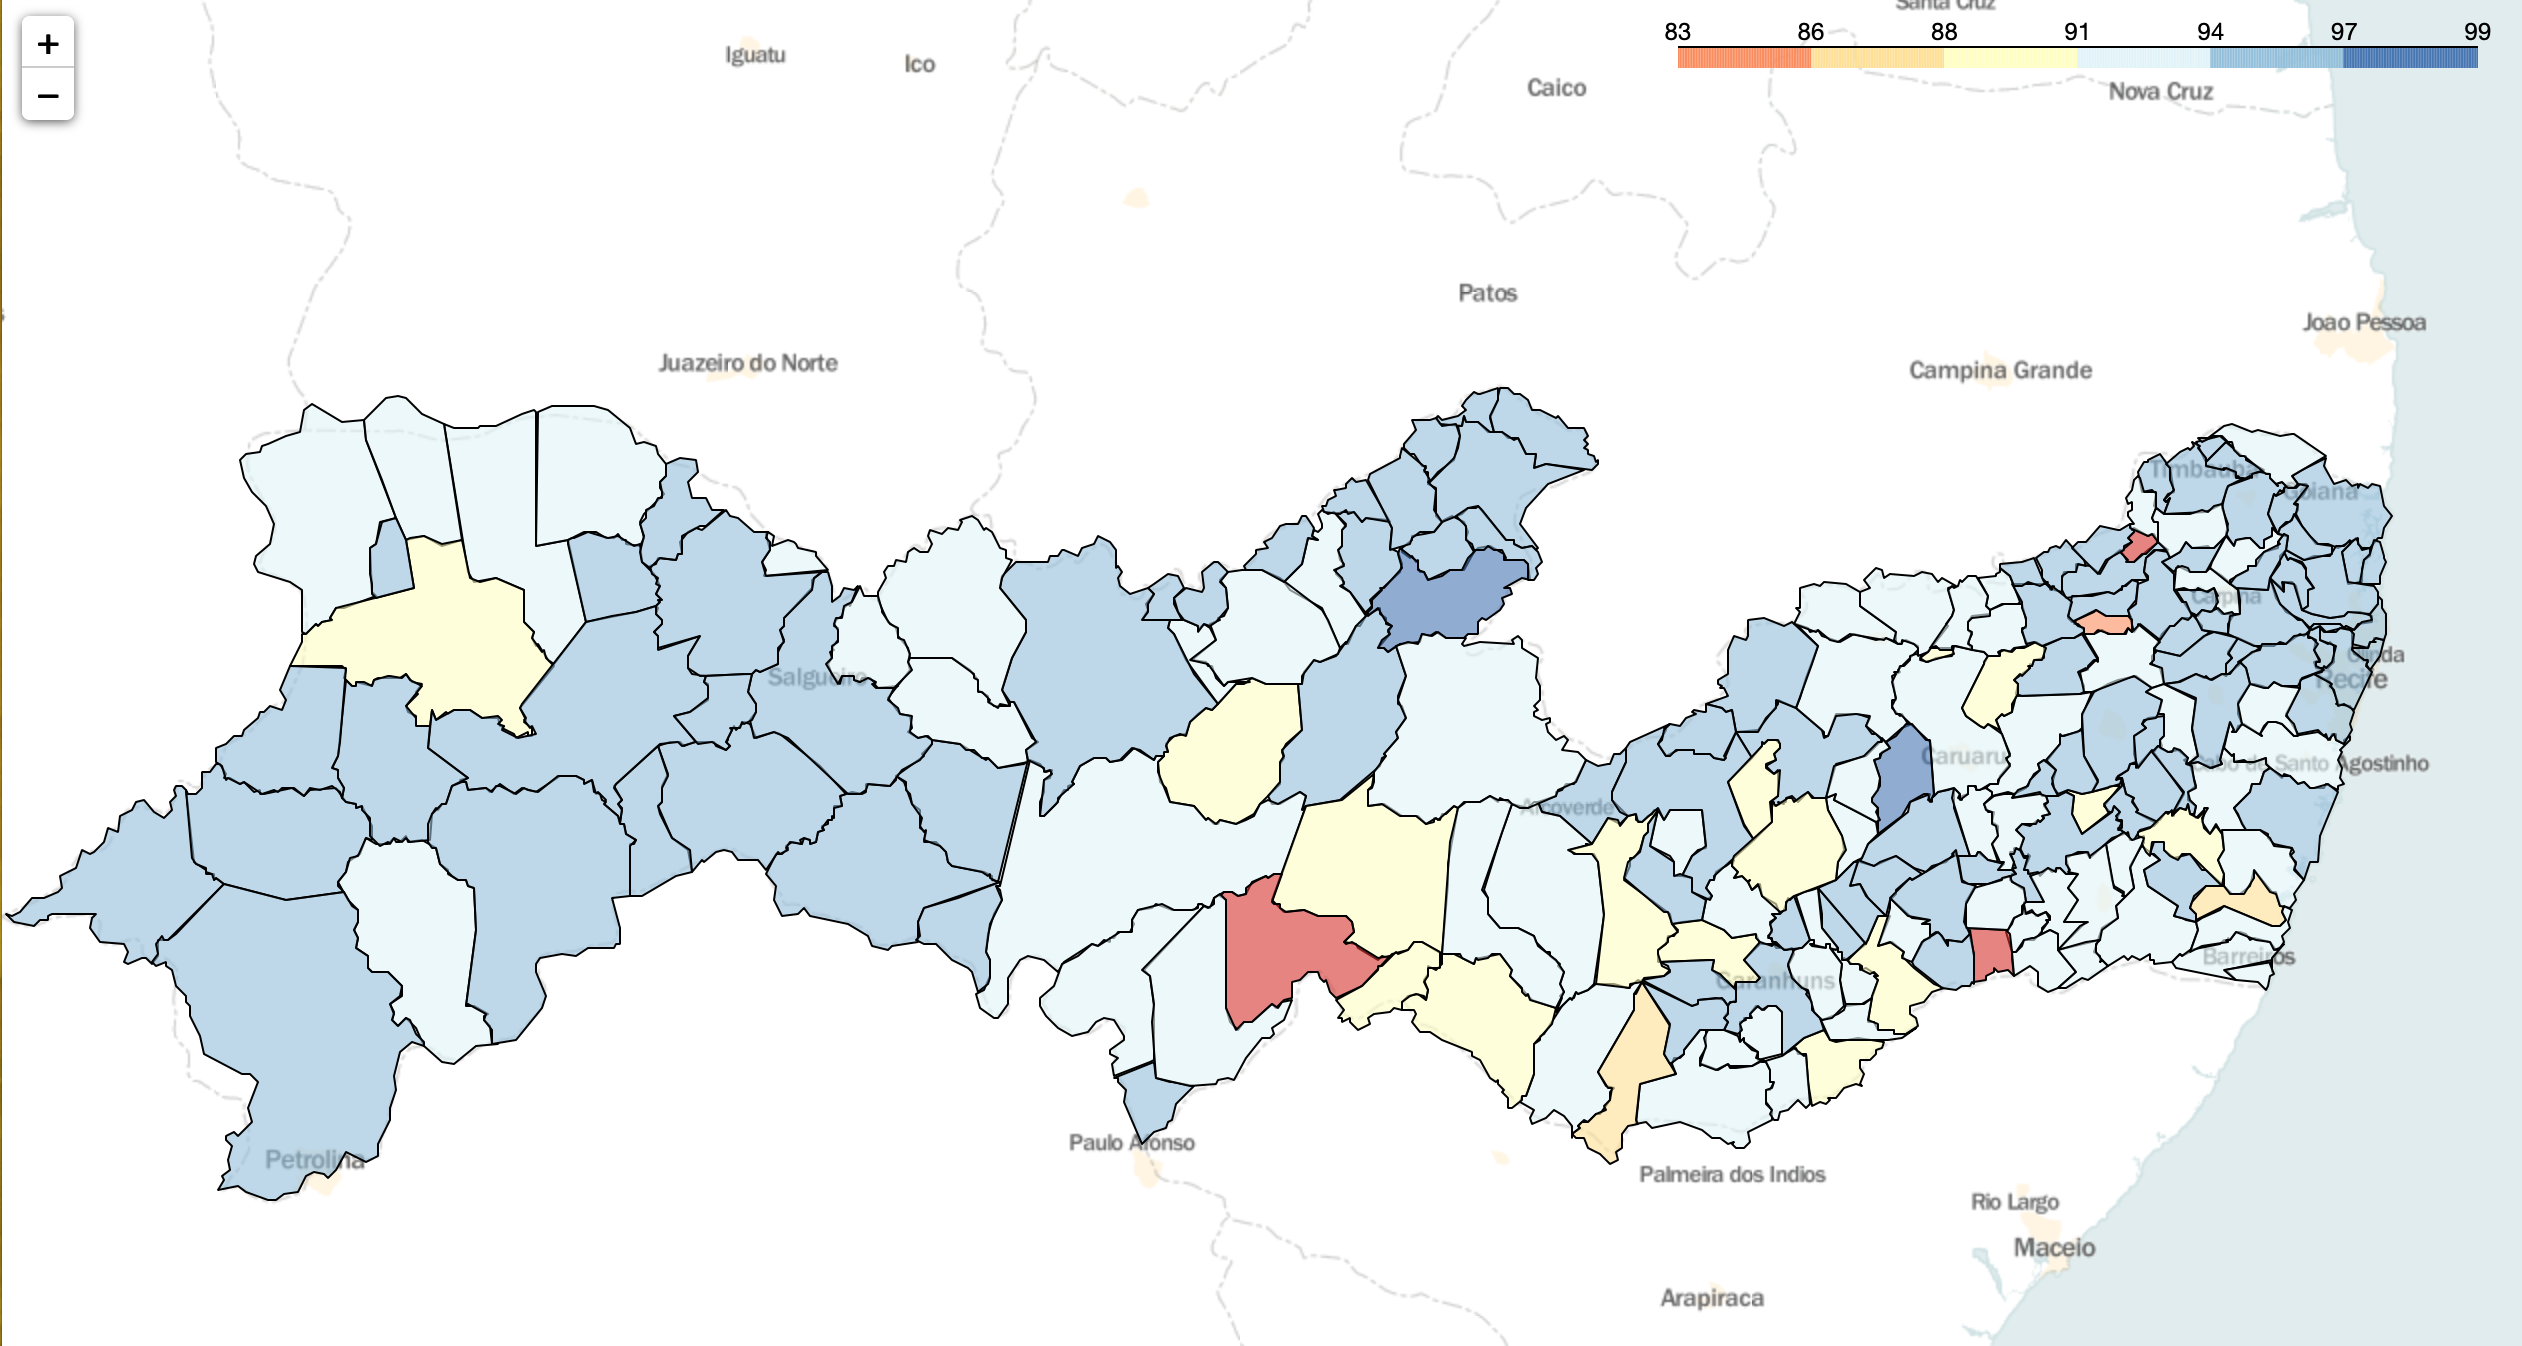 +
−
83 86 88 91 94 97 99
Santa Cruz
Iguatu
Ico
Caico
Nova Cruz
Patos
Joao Pessoa
Juazeiro do Norte
Campina Grande
Timbauba
Goiana
Carpina
Olinda
Salgueiro
Recife
Caruaru
Cabo de Santo Agostinho
Arcoverde
Barreiros
Garanhuns
Paulo Afonso
Petrolina
Palmeira dos Indios
Rio Largo
Maceio
Arapiraca